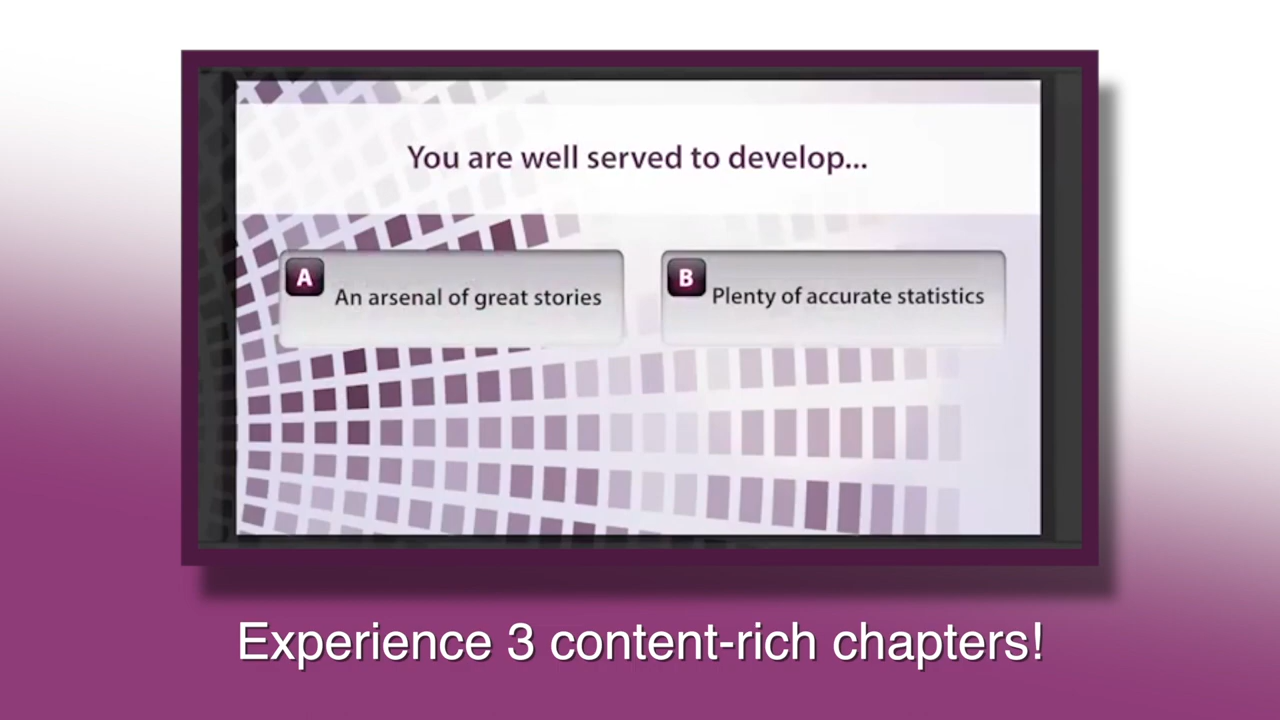 You are well served to develop...
A
An arsenal of great stories
B
Plenty of accurate statistics
Experience 3 content-rich chapters!